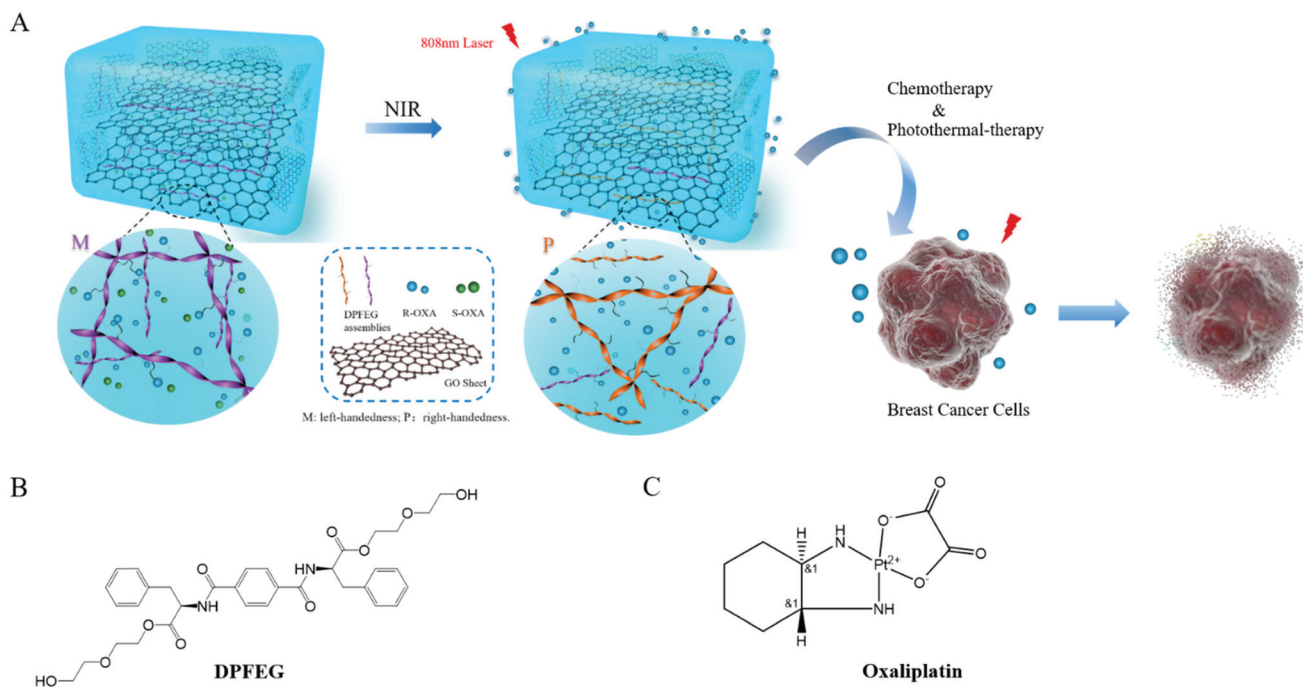 A
808nm Laser
NIR
Chemotherapy
&
Photothermal-therapy
M
P
DPFEG
assemblies
R-OXA
S-OXA
GO Sheet
M: left-handedness; P: right-handedness.
Breast Cancer Cells
B
C
OH
O
O
O
O
H
N
O
O
NH
O
O
O
O
HO
DPFEG
H
&1
NH
O-
O
Pt2+
O
O-
&1
NH
H
Oxaliplatin